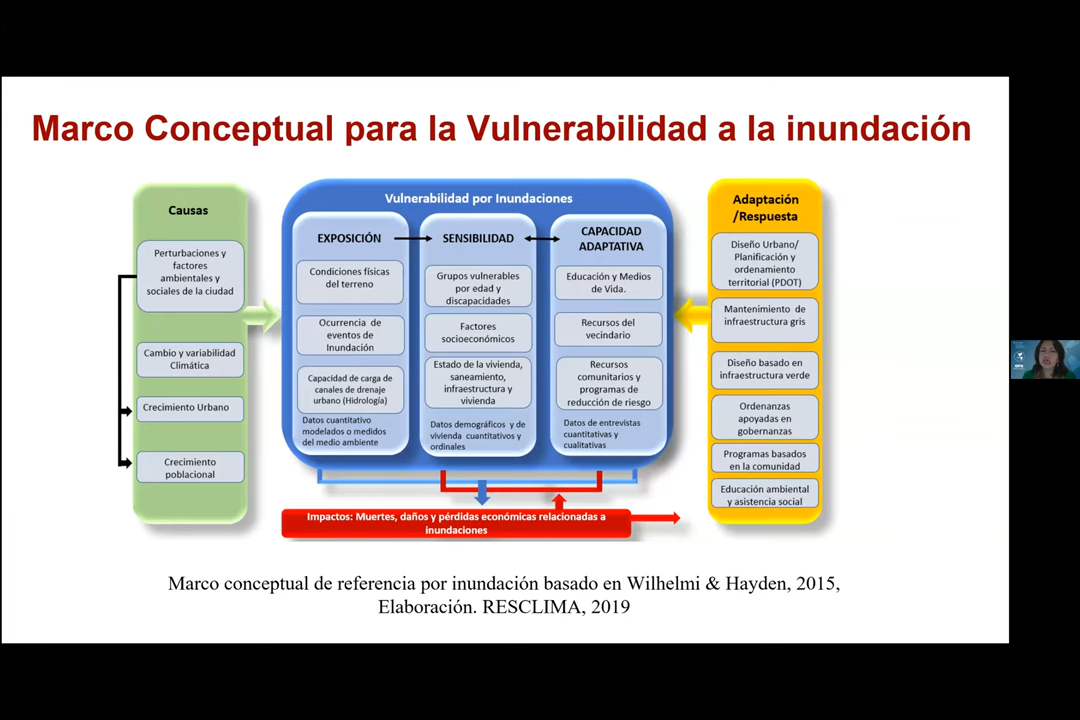 Marco Conceptual para la Vulnerabilidad a la inundación
Causas
Perturbaciones y
factores
ambientales y
sociales de la ciudad
Cambio y variabilidad
Climática
Crecimiento Urbano
Crecimiento
poblacional
Vulnerabilidad por Inundaciones
EXPOSICIÓN
Condiciones físicas
del terreno
Ocurrencia de
eventos de
Inundación
Capacidad de carga de
canales de drenaje
urbano (Hidrología)
Datos cuantitativo
modelados o medidos
del medio ambiente
SENSIBILIDAD
Grupos vulnerables
por edad y
discapacidades
Factores
socioeconómicos
Estado de la vivienda,
saneamiento,
infraestructura y
vivienda
Datos demográficos y de
vivienda cuantitativos y
ordinales
CAPACIDAD
ADAPTATIVA
Educación y Medios
de Vida.
Recursos del
vecindario
Recursos
comunitarios y
programas de
reducción de riesgo
Datos de entrevistas
cuantitativas y
cualitativas
Adaptación
/Respuesta
Diseño Urbano/
Planificación y
ordenamiento
territorial (PDOT)
Mantenimiento de
infraestructura gris
Diseño basado en
infraestructura verde
Ordenanzas
apoyadas en
gobernanzas
Programas basados
en la comunidad
Educación ambiental
y asistencia social
Impactos: Muertes, daños y pérdidas económicas relacionadas a
inundaciones
Marco conceptual de referencia por inundación basado en Wilhelmi & Hayden, 2015,
Elaboración. RESCLIMA, 2019